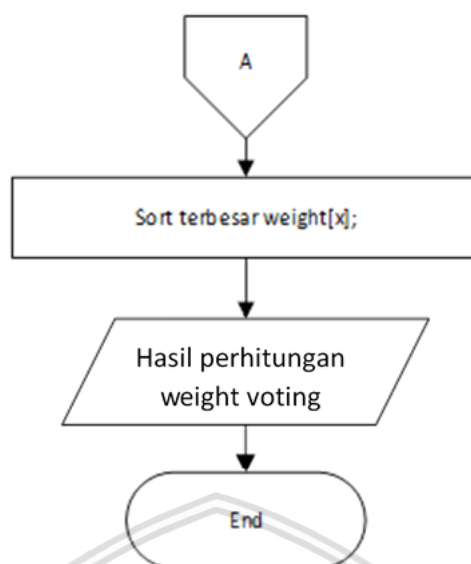 A
Sort terbesar weight[x];
Hasil perhitungan
weight voting
End